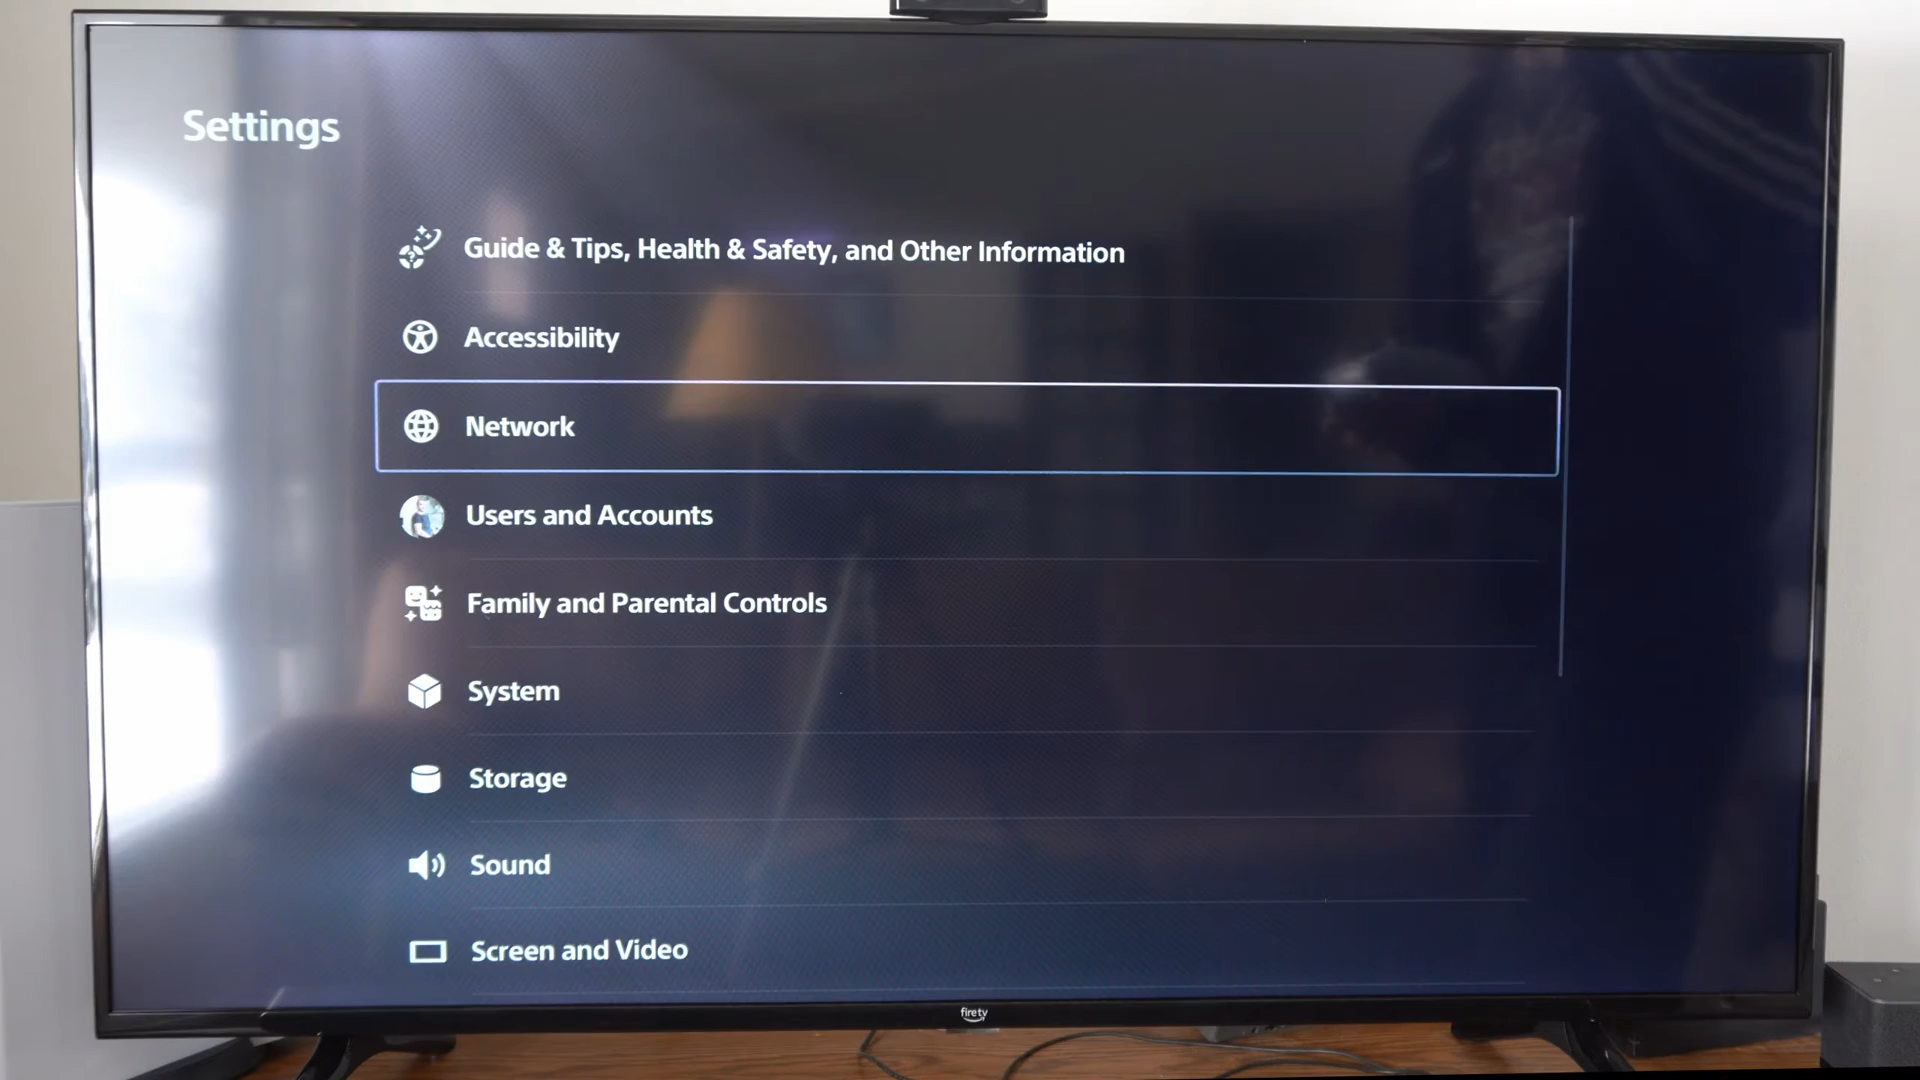 Settings
Guide & Tips, Health & Safety, and Other Information
Accessibility
Network
Users and Accounts
Family and Parental Controls
System
Storage
Sound
Screen and Video
firetv